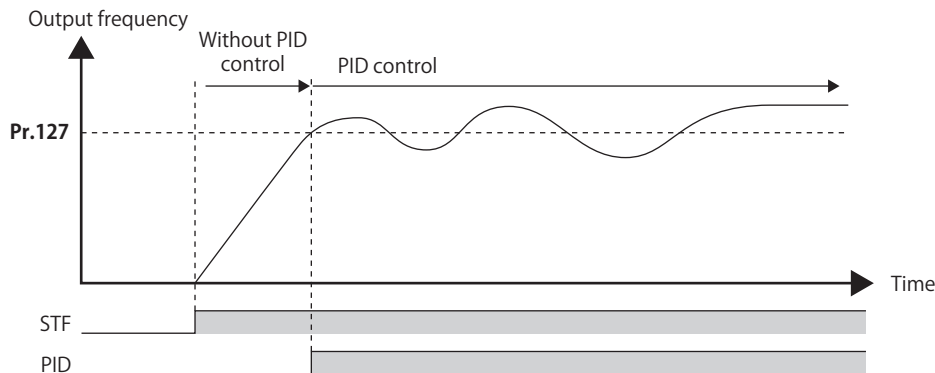 Output frequency
Without PID
control
PID control
Pr.127
Time
STF
PID